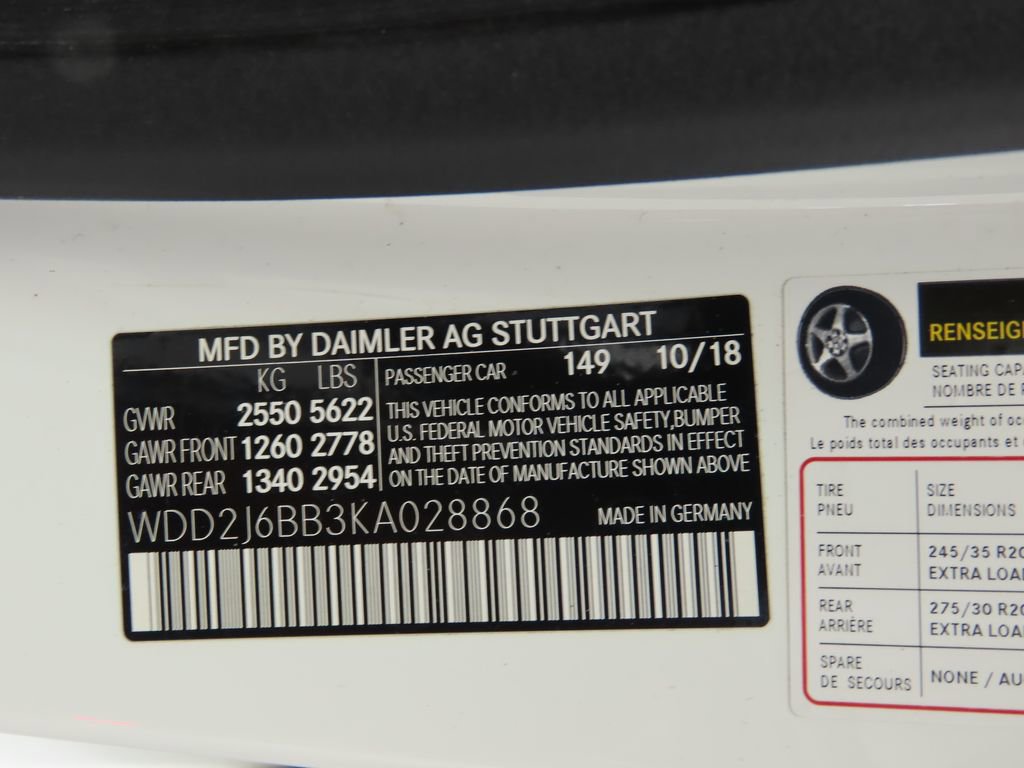 MFD BY DAIMLER AG STUTTGART
KG LBS
GVWR 2550 5622
GAWR FRONT 1260 2778
GAWR REAR 1340 2954
PASSENGER CAR 149 10/18
THIS VEHICLE CONFORMS TO ALL APPLICABLE
U.S. FEDERAL MOTOR VEHICLE SAFETY,BUMPER
AND THEFT PREVENTION STANDARDS IN EFFECT
ON THE DATE OF MANUFACTURE SHOWN ABOVE
WDD2J6BB3KA028868 MADE IN GERMANY
RENSEIG
SEATING CAPA
NOMBRE DE P
The combined weight of occ
Le poids total des occupants et
TIRE SIZE
PNEU DIMENSIONS
FRONT 245/35 R20
AVANT EXTRA LOA
REAR 275/30 R20
ARRIÈRE EXTRA LOA
SPARE
DE SECOURS NONE / AU